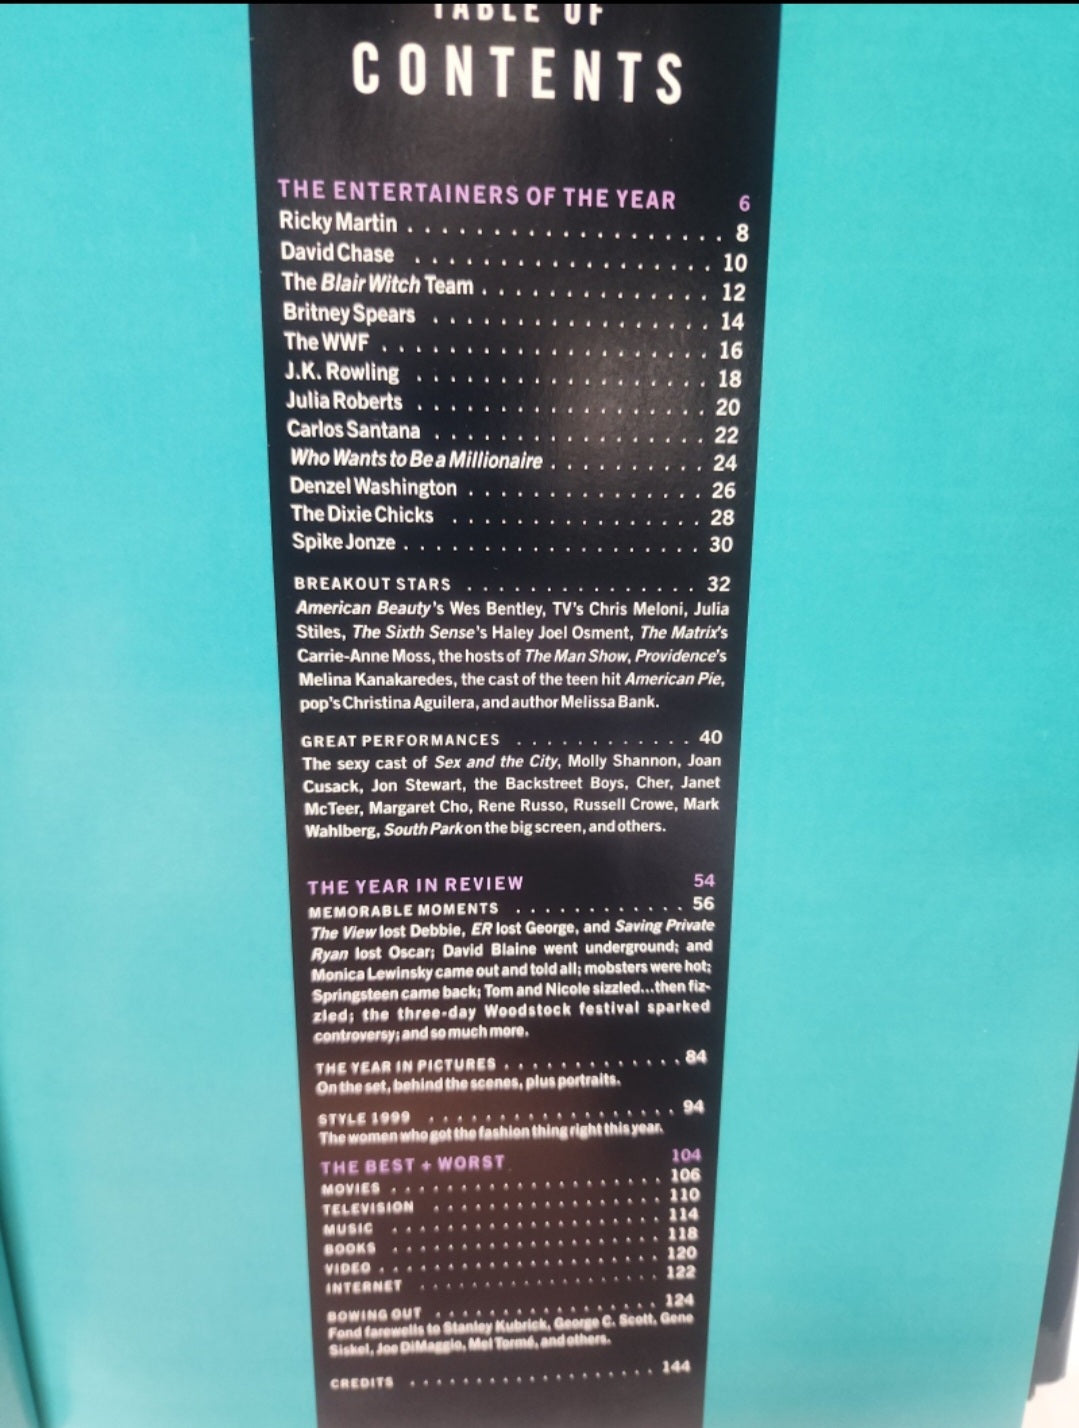 TABLE OF
CONTENTS
THE ENTERTAINERS OF THE YEAR 6
Ricky Martin . . . . . . . . . . . . . . . . . . . 8
David Chase . . . . . . . . . . . . . . . . . 10
The Blair Witch Team . . . . . . . . . . . . . 12
Britney Spears . . . . . . . . . . . . . . . . 14
The WWF . . . . . . . . . . . . . . . . . . . 16
J.K. Rowling . . . . . . . . . . . . . . . . . 18
Julia Roberts . . . . . . . . . . . . . . . . . 20
Carlos Santana . . . . . . . . . . . . . . . . 22
Who Wants to Be a Millionaire . . . . . . . . . 24
Denzel Washington . . . . . . . . . . . . . . 26
The Dixie Chicks . . . . . . . . . . . . . . . 28
Spike Jonze . . . . . . . . . . . . . . . . . . 30
BREAKOUT STARS . . . . . . . . . . . . . . 32
American Beauty's Wes Bentley, TV's Chris Meloni, Julia
Stiles, The Sixth Sense's Haley Joel Osment, The Matrix's
Carrie-Anne Moss, the hosts of The Man Show, Providence's
Melina Kanakaredes, the cast of the teen hit American Pie,
pop's Christina Aguilera, and author Melissa Bank.
GREAT PERFORMANCES . . . . . . . . . . . . 40
The sexy cast of Sex and the City, Molly Shannon, Joan
Cusack, Jon Stewart, the Backstreet Boys, Cher, Janet
McTeer, Margaret Cho, Rene Russo, Russell Crowe, Mark
Wahlberg, South Park on the big screen, and others.
THE YEAR IN REVIEW 54
MEMORABLE MOMENTS . . . . . . . . . . . . 56
The View lost Debbie, ER lost George, and Saving Private
Ryan lost Oscar; David Blaine went underground; and
Monica Lewinsky came out and told all; mobsters were hot;
Springsteen came back; Tom and Nicole sizzled...then fiz-
zled; the three-day Woodstock festival sparked
controversy; and so much more.
THE YEAR IN PICTURES . . . . . . . . . . . . . 84
On the set, behind the scenes, plus portraits.
STYLE 1999 . . . . . . . . . . . . . . . . . . 94
The women who got the fashion thing right this year.
THE BEST + WORST 104
MOVIES . . . . . . . . . . . . . . . . . . . . 106
TELEVISION . . . . . . . . . . . . . . . . . 110
MUSIC . . . . . . . . . . . . . . . . . . . . 114
BOOKS . . . . . . . . . . . . . . . . . . . . 118
VIDEO . . . . . . . . . . . . . . . . . . . . 120
INTERNET . . . . . . . . . . . . . . . . . . 122
BOWING OUT . . . . . . . . . . . . . . . . . 124
Fond farewells to Stanley Kubrick, George C. Scott, Gene
Siskel, Joe DiMaggio, Mel Tormé, and others.
CREDITS . . . . . . . . . . . . . . . . . . . 144